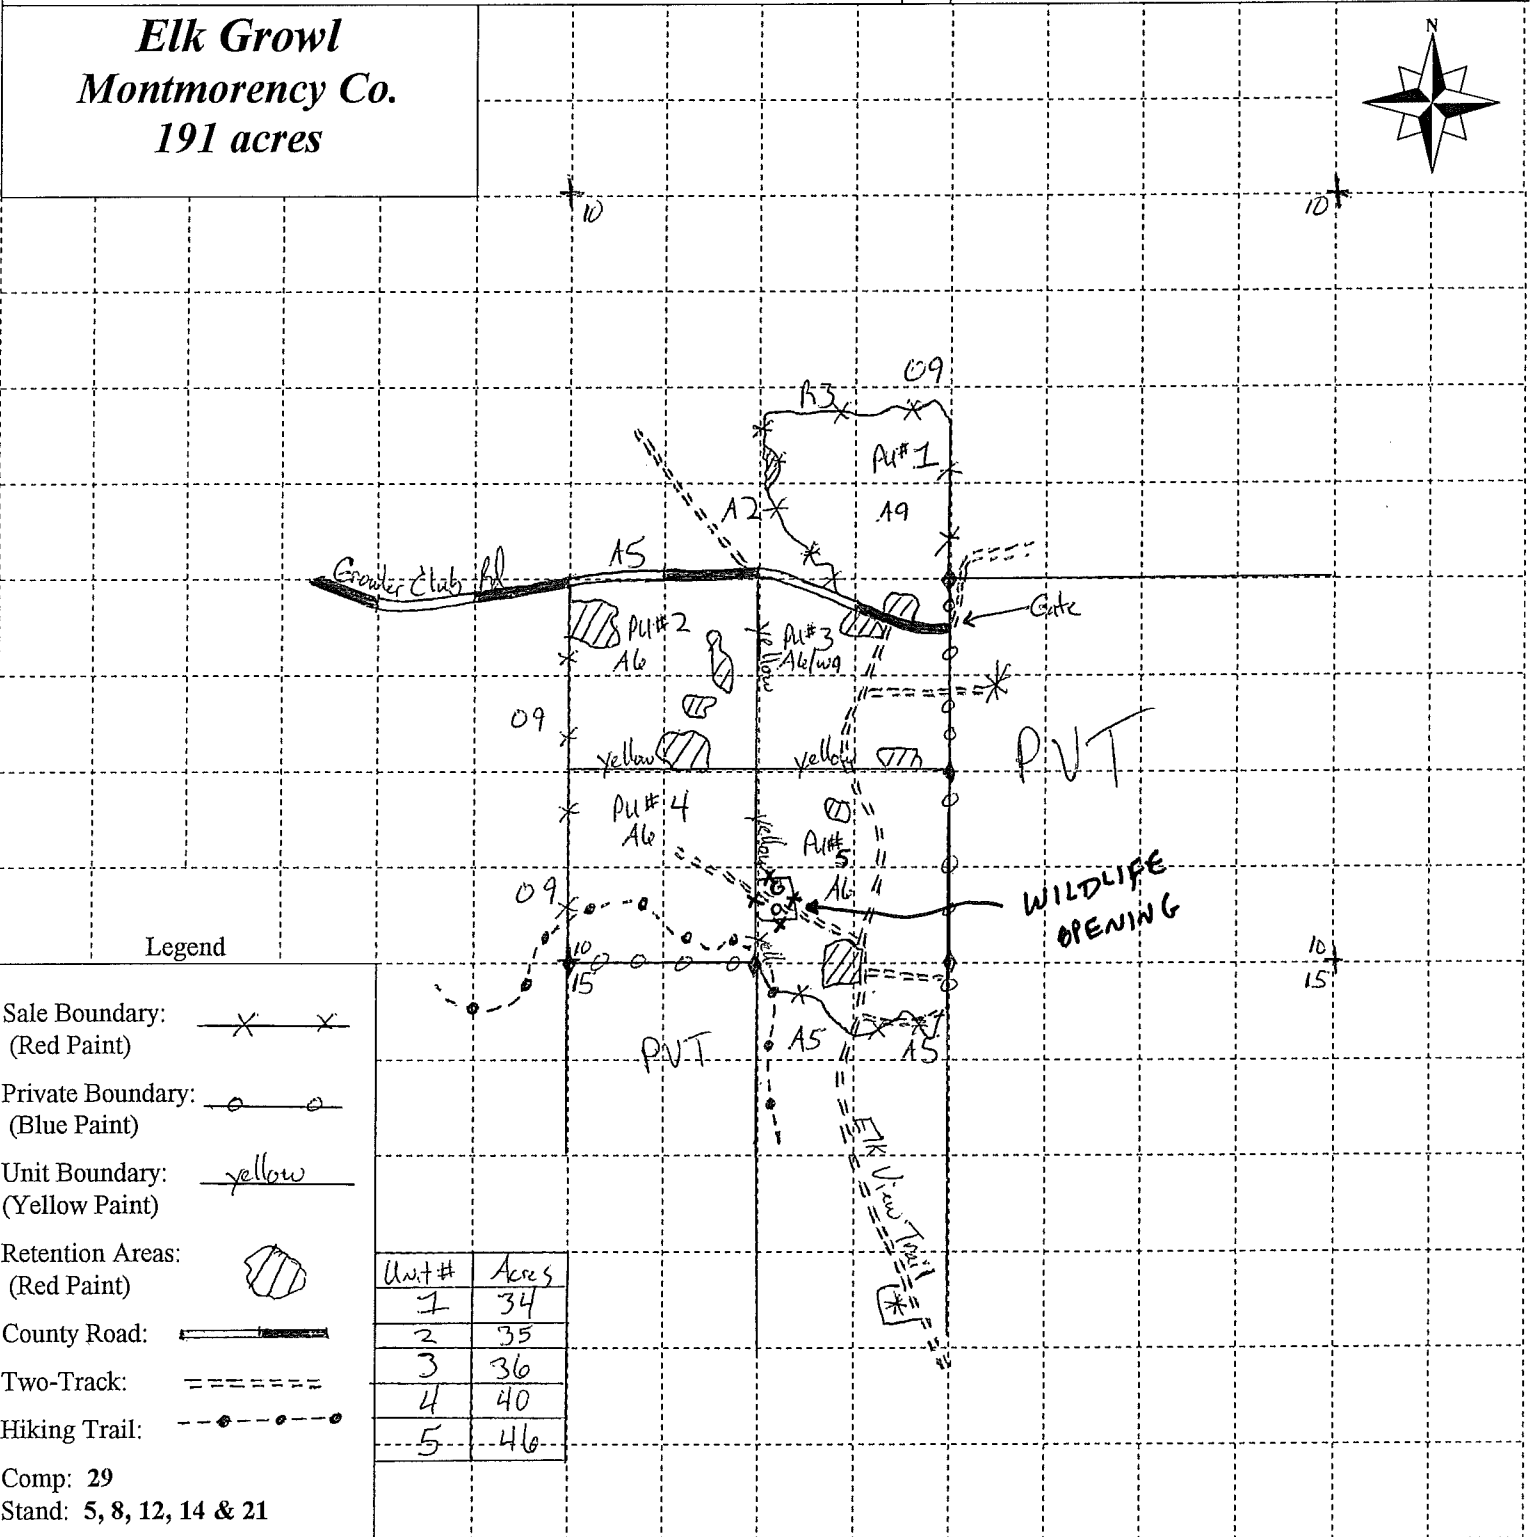 Elk Growl
Montmorency Co.
191 acres
N
10
10
09
R3
PU#1
A2
A9
A5
Growler Club Rd
Gate
PU#2
A6
yellow
PU#3
A6/W9
09
yellow
yellow
PVT
PU#4
A6
yellow
PU#
5
A6
WILDLIFE
OPENING
09
10
15
yell
10
15
PVT
A5
A5
Elk View Trail
Legend
Sale Boundary:
(Red Paint)
Private Boundary:
(Blue Paint)
Unit Boundary: yellow
(Yellow Paint)
Retention Areas:
(Red Paint)
County Road:
Two-Track:
Hiking Trail:
Comp: 29
Stand: 5, 8, 12, 14 & 21
Unit# Acres
1 34
2 35
3 36
4 40
5 46